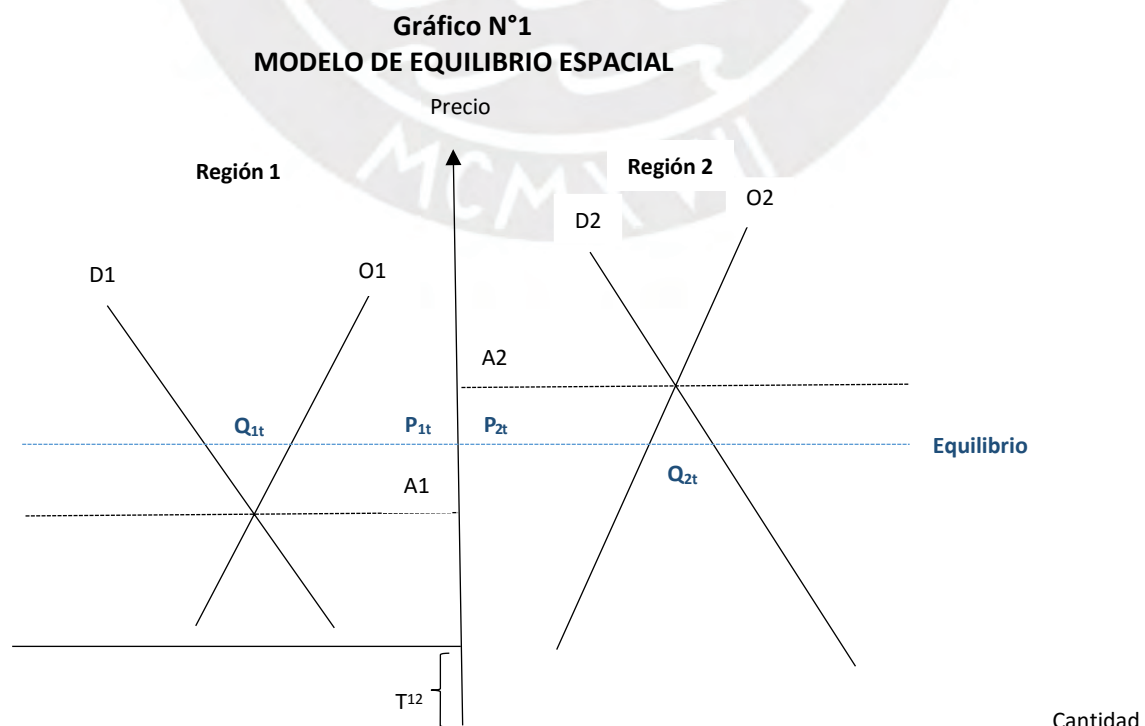 Gráfico N°1
MODELO DE EQUILIBRIO ESPACIAL
Precio
Región 1
Región 2
O2
D2
D1
O1
A2
Q1t
P1t
P2t
Equilibrio
Q2t
A1
T12
Cantidad